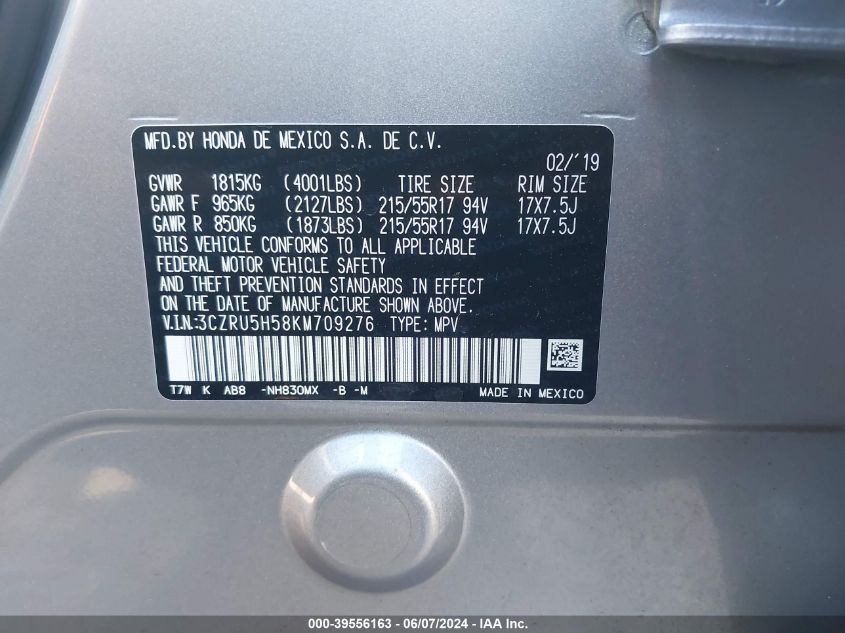 MFD.BY HONDA DE MEXICO S.A. DE C.V.
02/'19
GVWR 1815KG (4001LBS) TIRE SIZE RIM SIZE
GAWR F 965KG (2127LBS) 215/55R17 94V 17X7.5J
GAWR R 850KG (1873LBS) 215/55R17 94V 17X7.5J
THIS VEHICLE CONFORMS TO ALL APPLICABLE
FEDERAL MOTOR VEHICLE SAFETY
AND THEFT PREVENTION STANDARDS IN EFFECT
ON THE DATE OF MANUFACTURE SHOWN ABOVE.
V.I.N.:3CZRU5H58KM709276 TYPE: MPV
T7W K AB8 -NH830MX -B -M MADE IN MEXICO
000-39556163 - 06/07/2024 - IAA Inc.